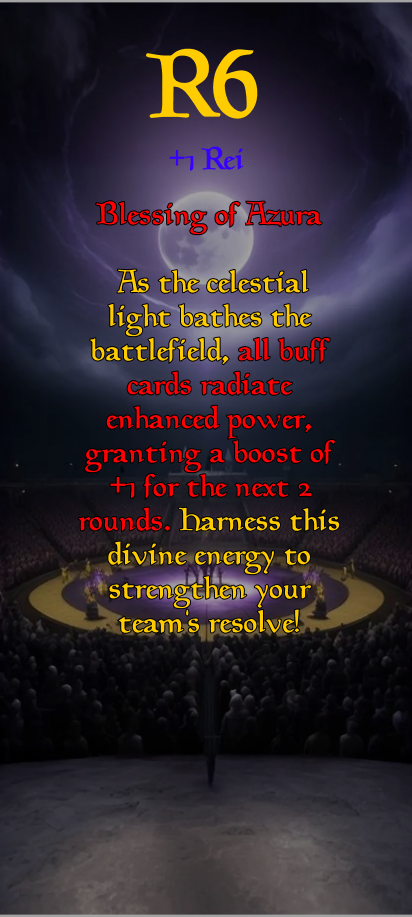 R6
+1 Rei
Blessing of Azura
As the celestial
light bathes the
battlefield, all buff
cards radiate
enhanced power,
granting a boost of
+1 for the next 2
rounds. Harness this
divine energy to
strengthen your
team's resolve!